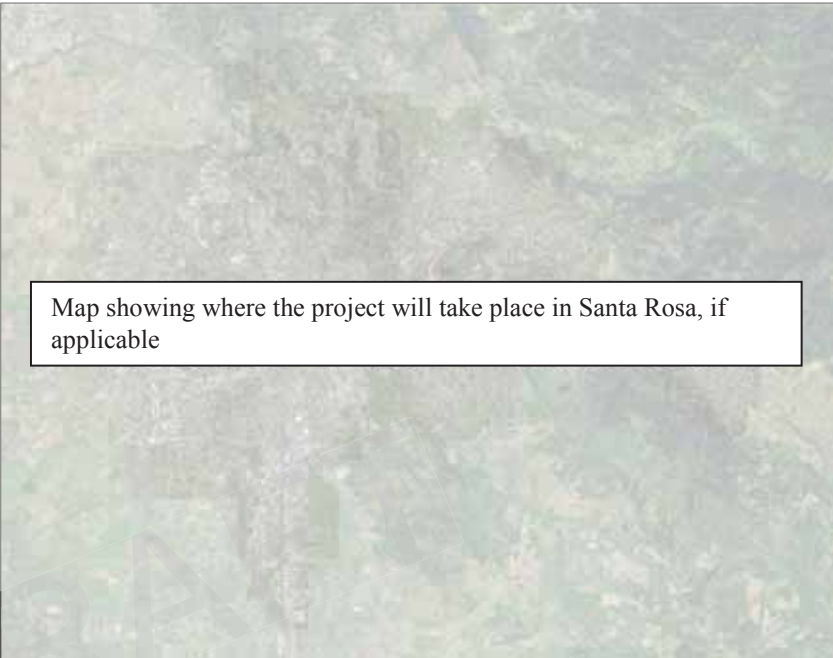 Map showing where the project will take place in Santa Rosa, if
applicable